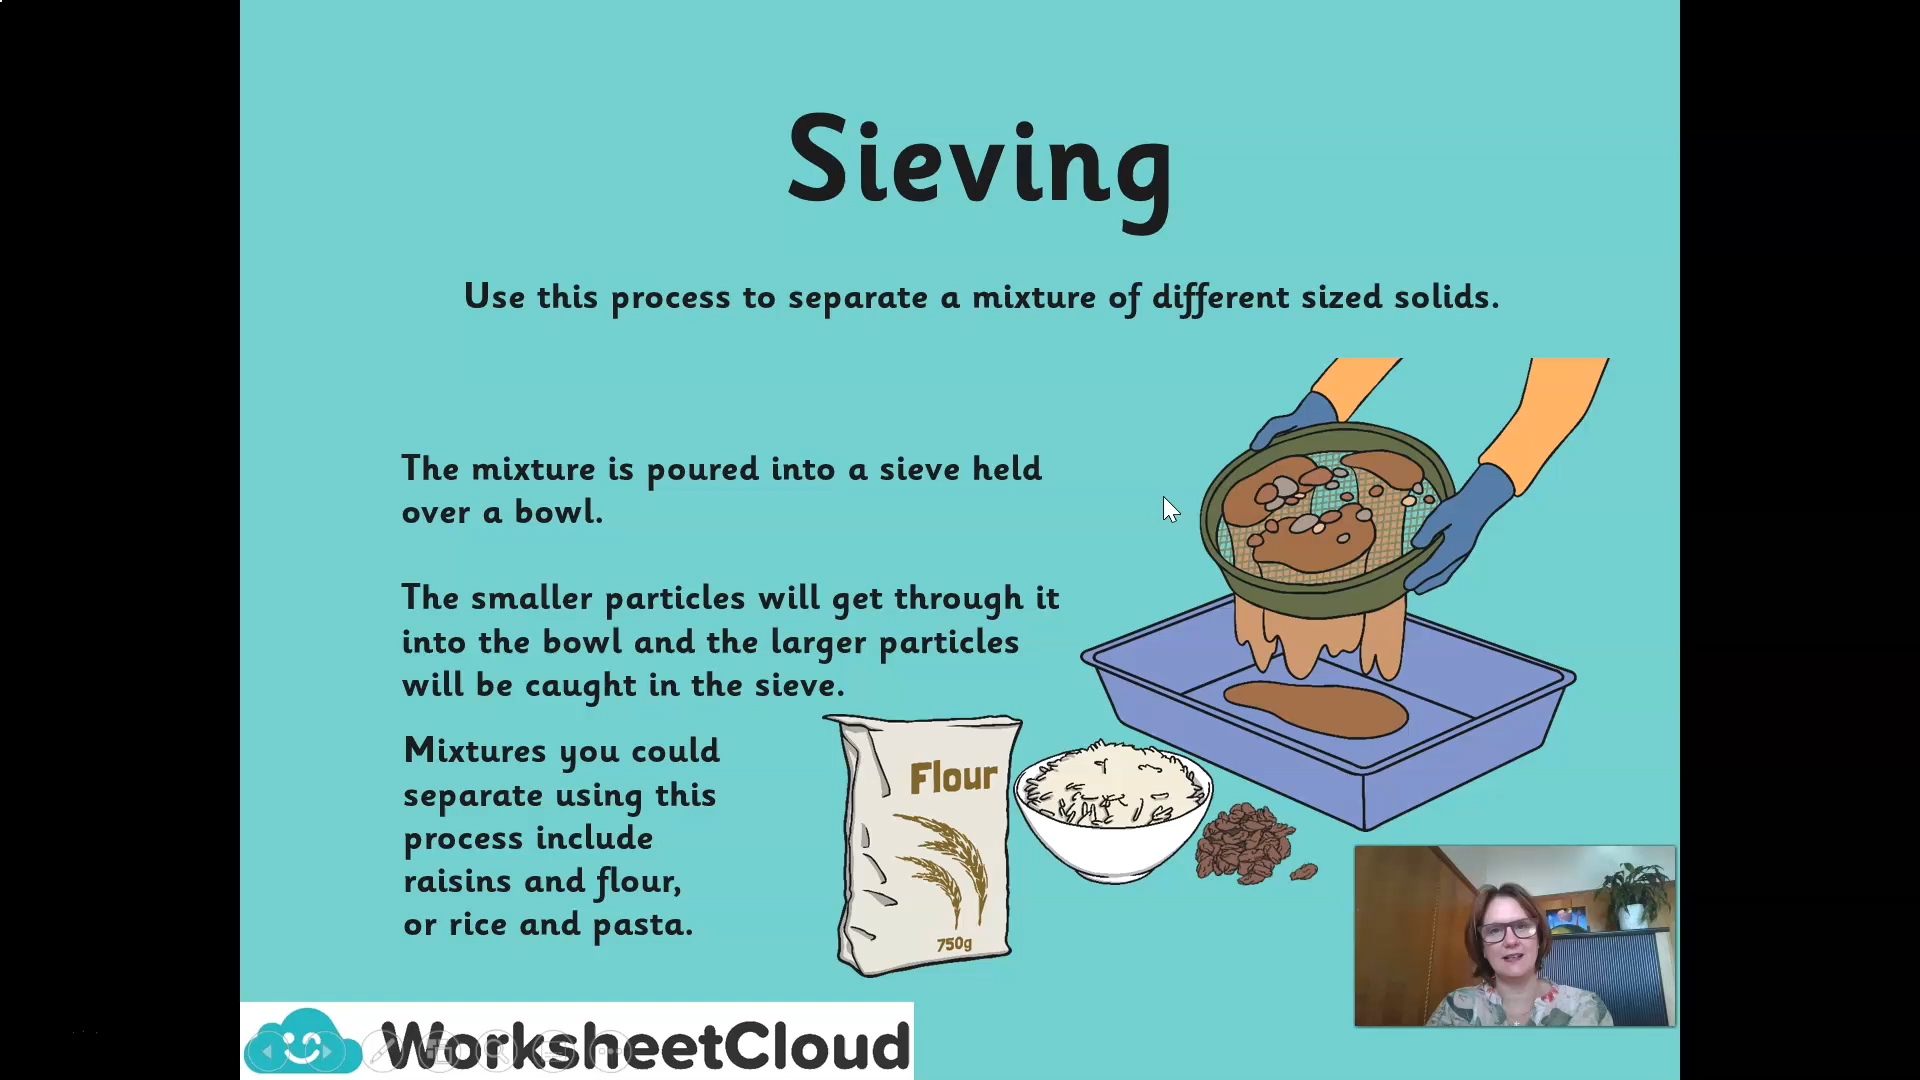 Sieving
Use this process to separate a mixture of different sized solids.
The mixture is poured into a sieve held
over a bowl.
The smaller particles will get through it
into the bowl and the larger particles
will be caught in the sieve.
Mixtures you could
separate using this
process include
raisins and flour,
or rice and pasta.
Flour
750g
WorksheetCloud